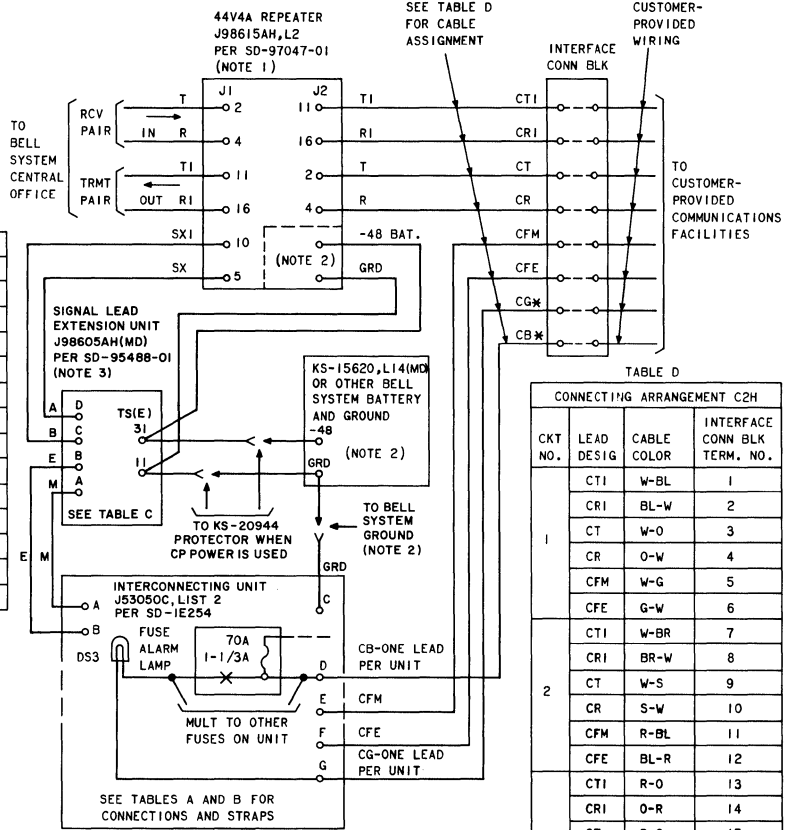 44V4A REPEATER
J98615AH,L2
PER SD-97047-01
(NOTE 1)
SEE TABLE D
FOR CABLE
ASSIGNMENT
CUSTOMER-
PROVIDED
WIRING
INTERFACE
CONN BLK
TO
BELL
SYSTEM
CENTRAL
OFFICE
RCV
PAIR
TRMT
PAIR
T
IN R
T1
OUT R1
SX1
SX
J1
2
4
11
16
10
5
J2
11
16
2
4
(NOTE 2)
T1
R1
T
R
-48 BAT.
GRD
CT1
CR1
CT
CR
CFM
CFE
CG*
CB*
TO
CUSTOMER-
PROVIDED
COMMUNICATIONS
FACILITIES
SIGNAL LEAD
EXTENSION UNIT
J98605AH(MD)
PER SD-95488-01
(NOTE 3)
A D
B C
E B
M A
TS(E)
31
11
SEE TABLE C
KS-15620,L14(MD)
OR OTHER BELL
SYSTEM BATTERY
AND GROUND
-48
(NOTE 2)
GRD
TO KS-20944
PROTECTOR WHEN
CP POWER IS USED
TO BELL
SYSTEM
GROUND
(NOTE 2)
GRD
E M
INTERCONNECTING UNIT
J53050C, LIST 2
PER SD-1E254
A
B
C
DS3
FUSE
ALARM
LAMP
70A
1-1/3A
D
E
F
G
MULT TO OTHER
FUSES ON UNIT
CB-ONE LEAD
PER UNIT
CFM
CFE
CG-ONE LEAD
PER UNIT
SEE TABLES A AND B FOR
CONNECTIONS AND STRAPS
TABLE D
CONNECTING ARRANGEMENT C2H
CKT NO. LEAD DESIG CABLE COLOR INTERFACE CONN BLK TERM. NO.
1
CT1 W-BL 1
CR1 BL-W 2
CT W-O 3
CR O-W 4
CFM W-G 5
CFE G-W 6
2
CT1 W-BR 7
CR1 BR-W 8
CT W-S 9
CR S-W 10
CFM R-BL 11
CFE BL-R 12
CT1 R-O 13
CR1 O-R 14